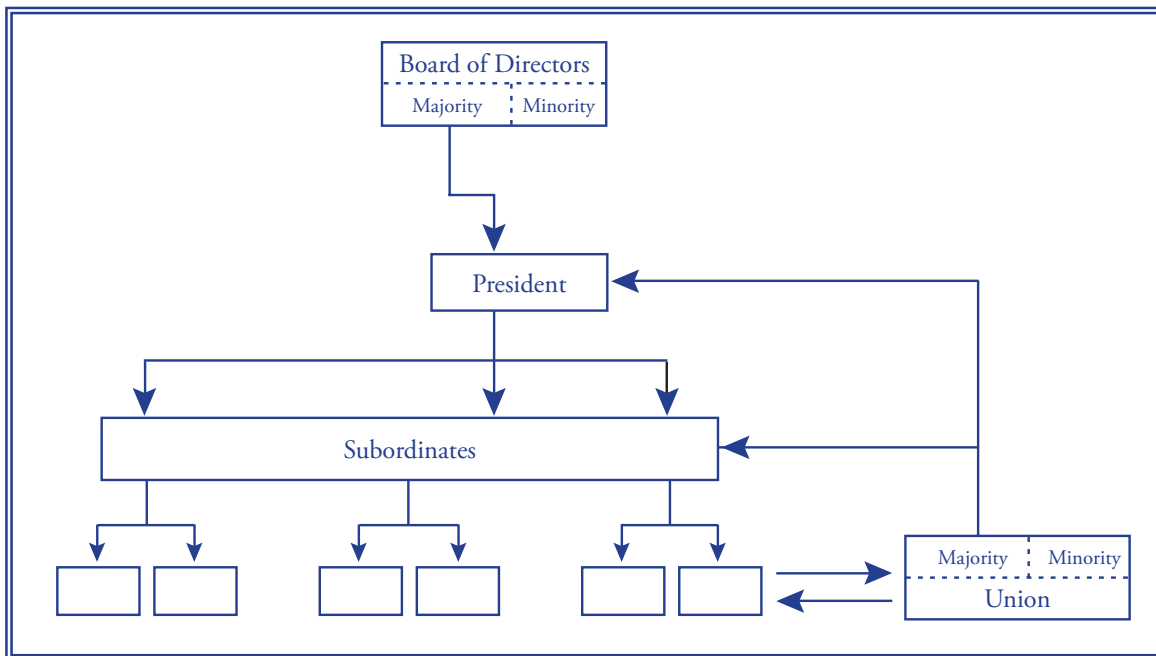 Board of Directors
Majority Minority
President
Subordinates
Majority Minority
Union